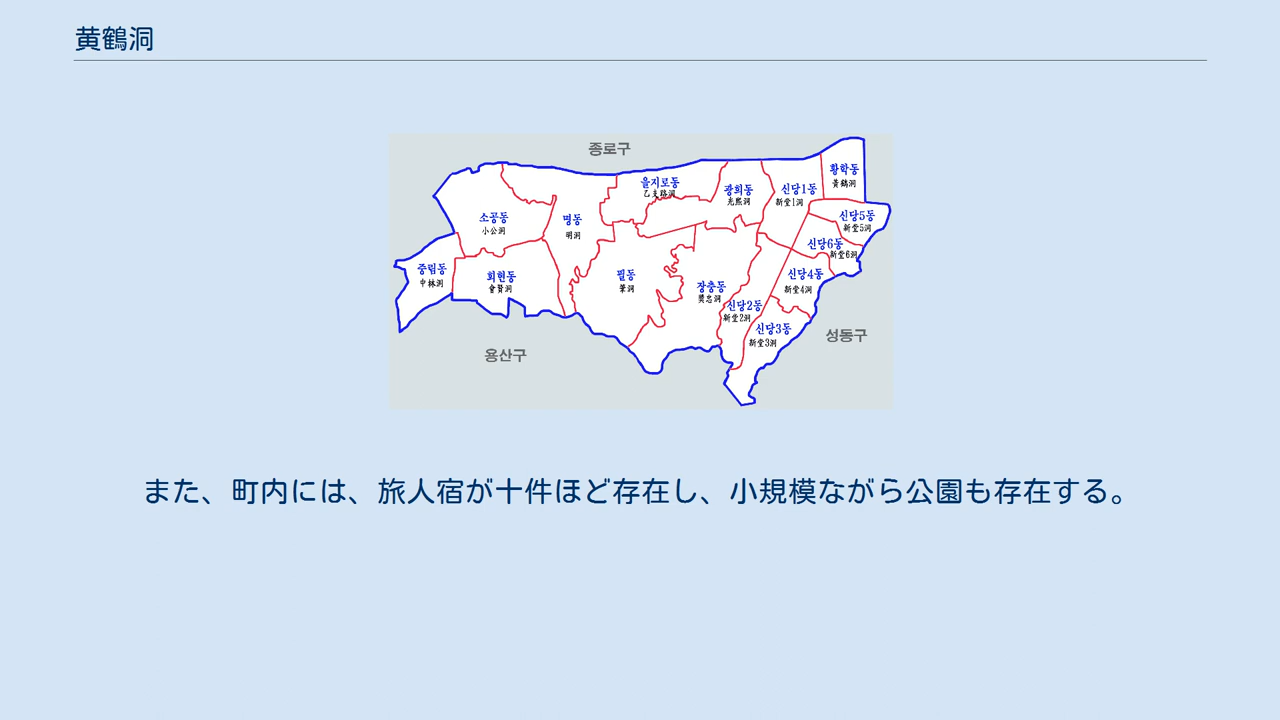 黄鶴洞
종로구
황학동
黃鶴洞
을지로동
乙支路洞
광희동
光熙洞
신당1동
新堂1洞
소공동
小公洞
명동
明洞
신당5동
新堂5洞
신당6동
新堂6洞
중림동
中林洞
회현동
會賢洞
필동
筆洞
장충동
奬忠洞
신당4동
新堂4洞
신당2동
新堂2洞
신당3동
新堂3洞
성동구
용산구
また、町内には、旅人宿が十件ほど存在し、小規模ながら公園も存在する。